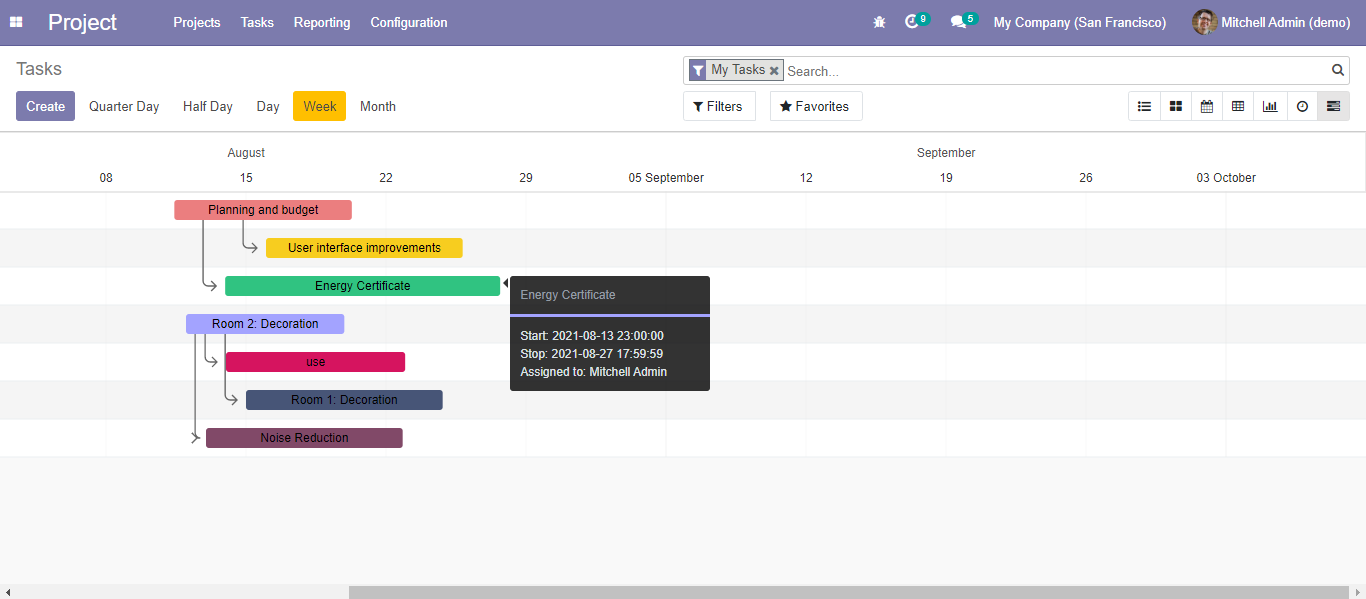 Project Projects Tasks Reporting Configuration 9 5 My Company (San Francisco) Mitchell Admin (demo)
Tasks
My Tasks Search...
Create Quarter Day Half Day Day Week Month Filters Favorites
August September
08 15 22 29 05 September 12 19 26 03 October
Planning and budget
User interface improvements
Energy Certificate
Energy Certificate
Start: 2021-08-13 23:00:00
Stop: 2021-08-27 17:59:59
Assigned to: Mitchell Admin
Room 2: Decoration
use
Room 1: Decoration
Noise Reduction